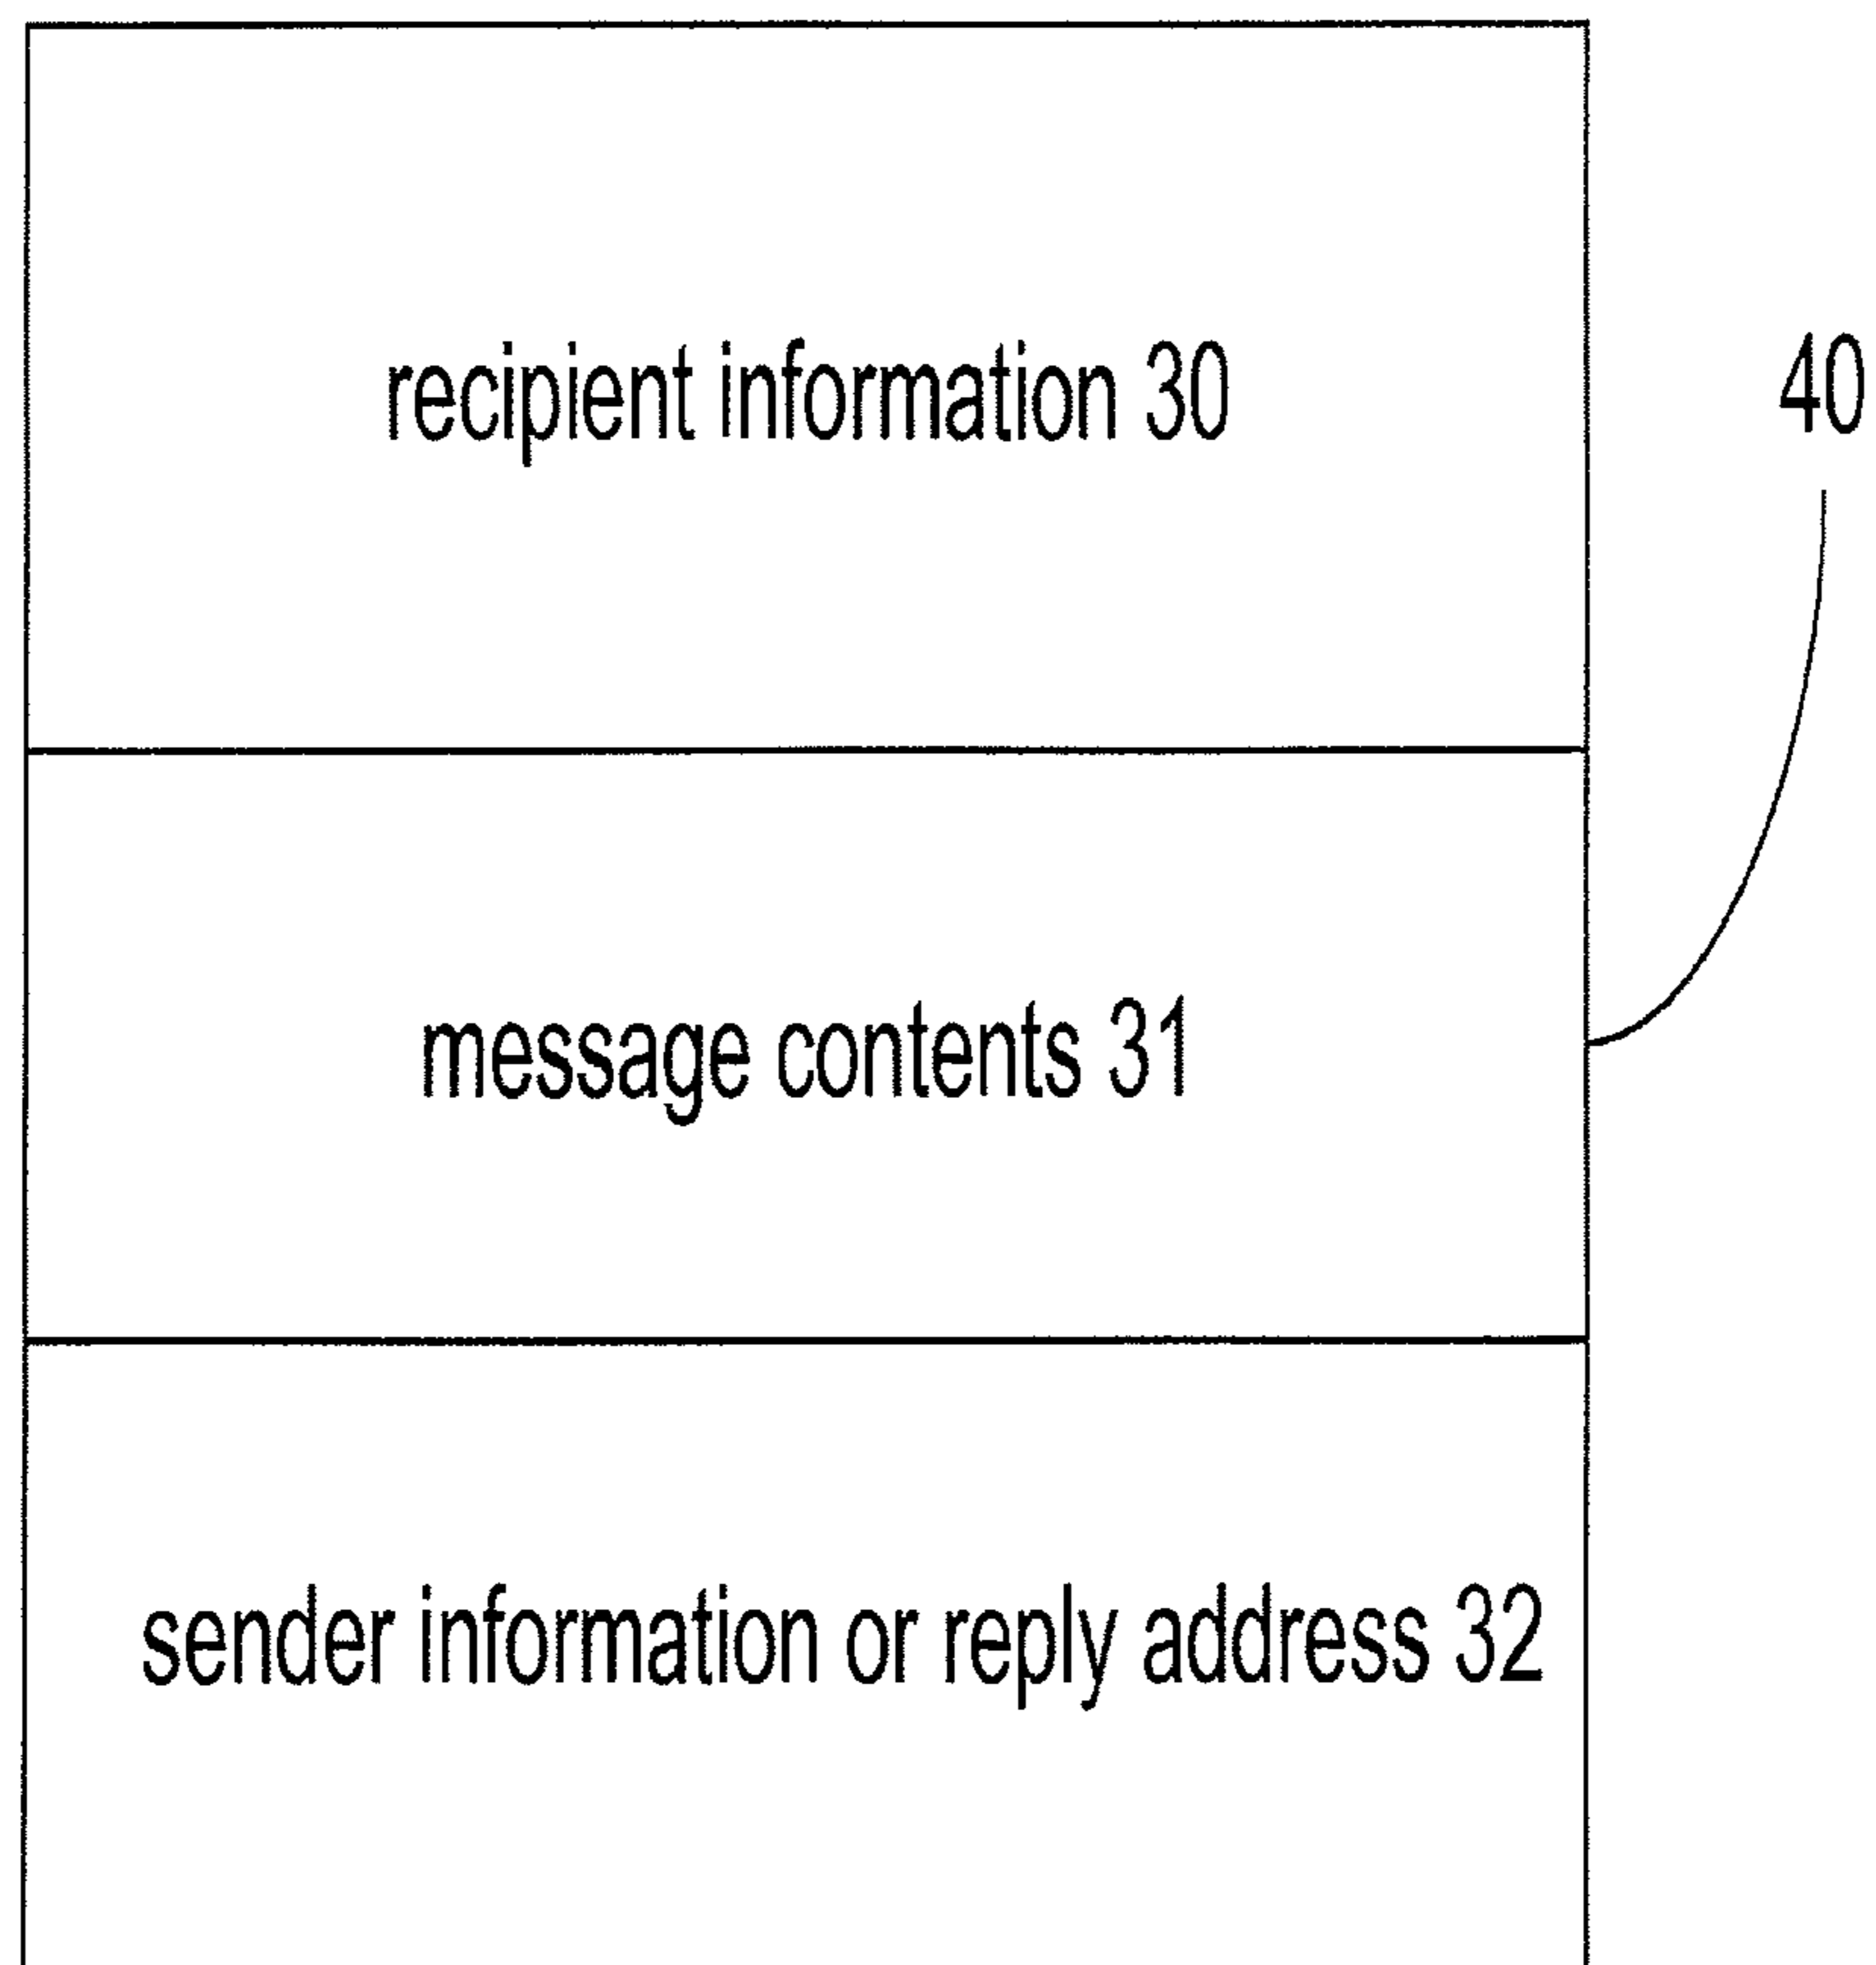 recipient information 30
40
message contents 31
sender information or reply address 32